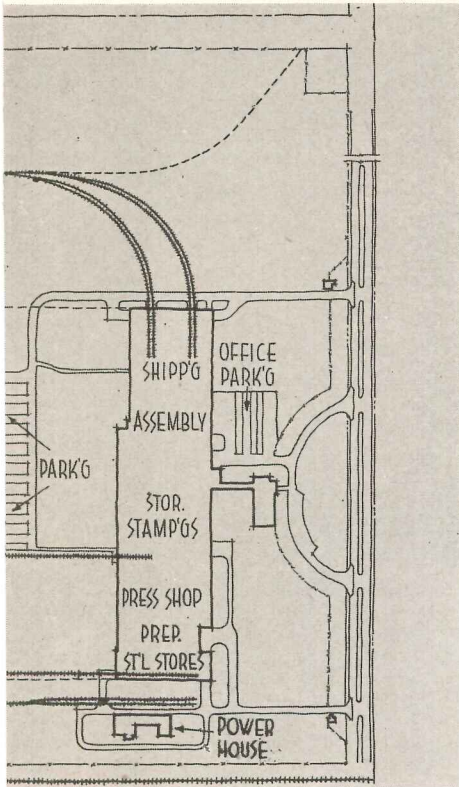 SHIPP'G
OFFICE
PARK'G
ASSEMBLY
PARK'G
STOR.
STAMP'GS
PRESS SHOP
PREP.
ST'L STORES
POWER
HOUSE